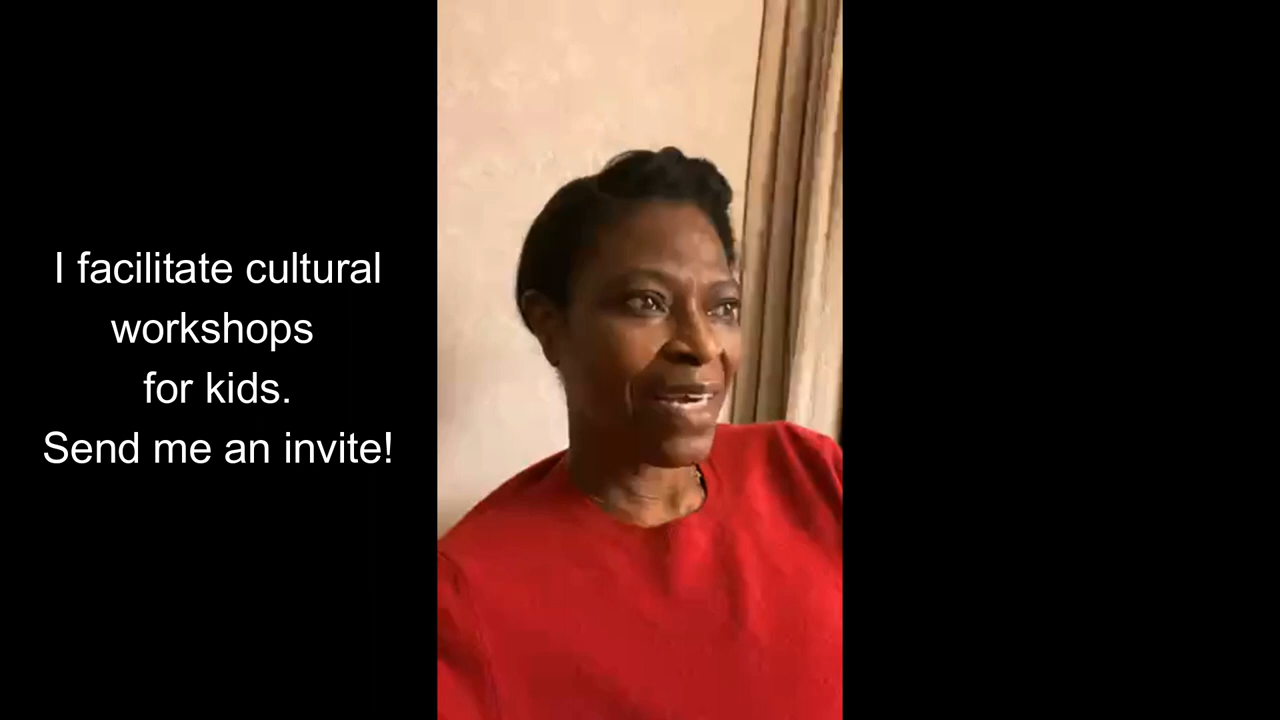 I facilitate cultural
workshops
for kids.
Send me an invite!